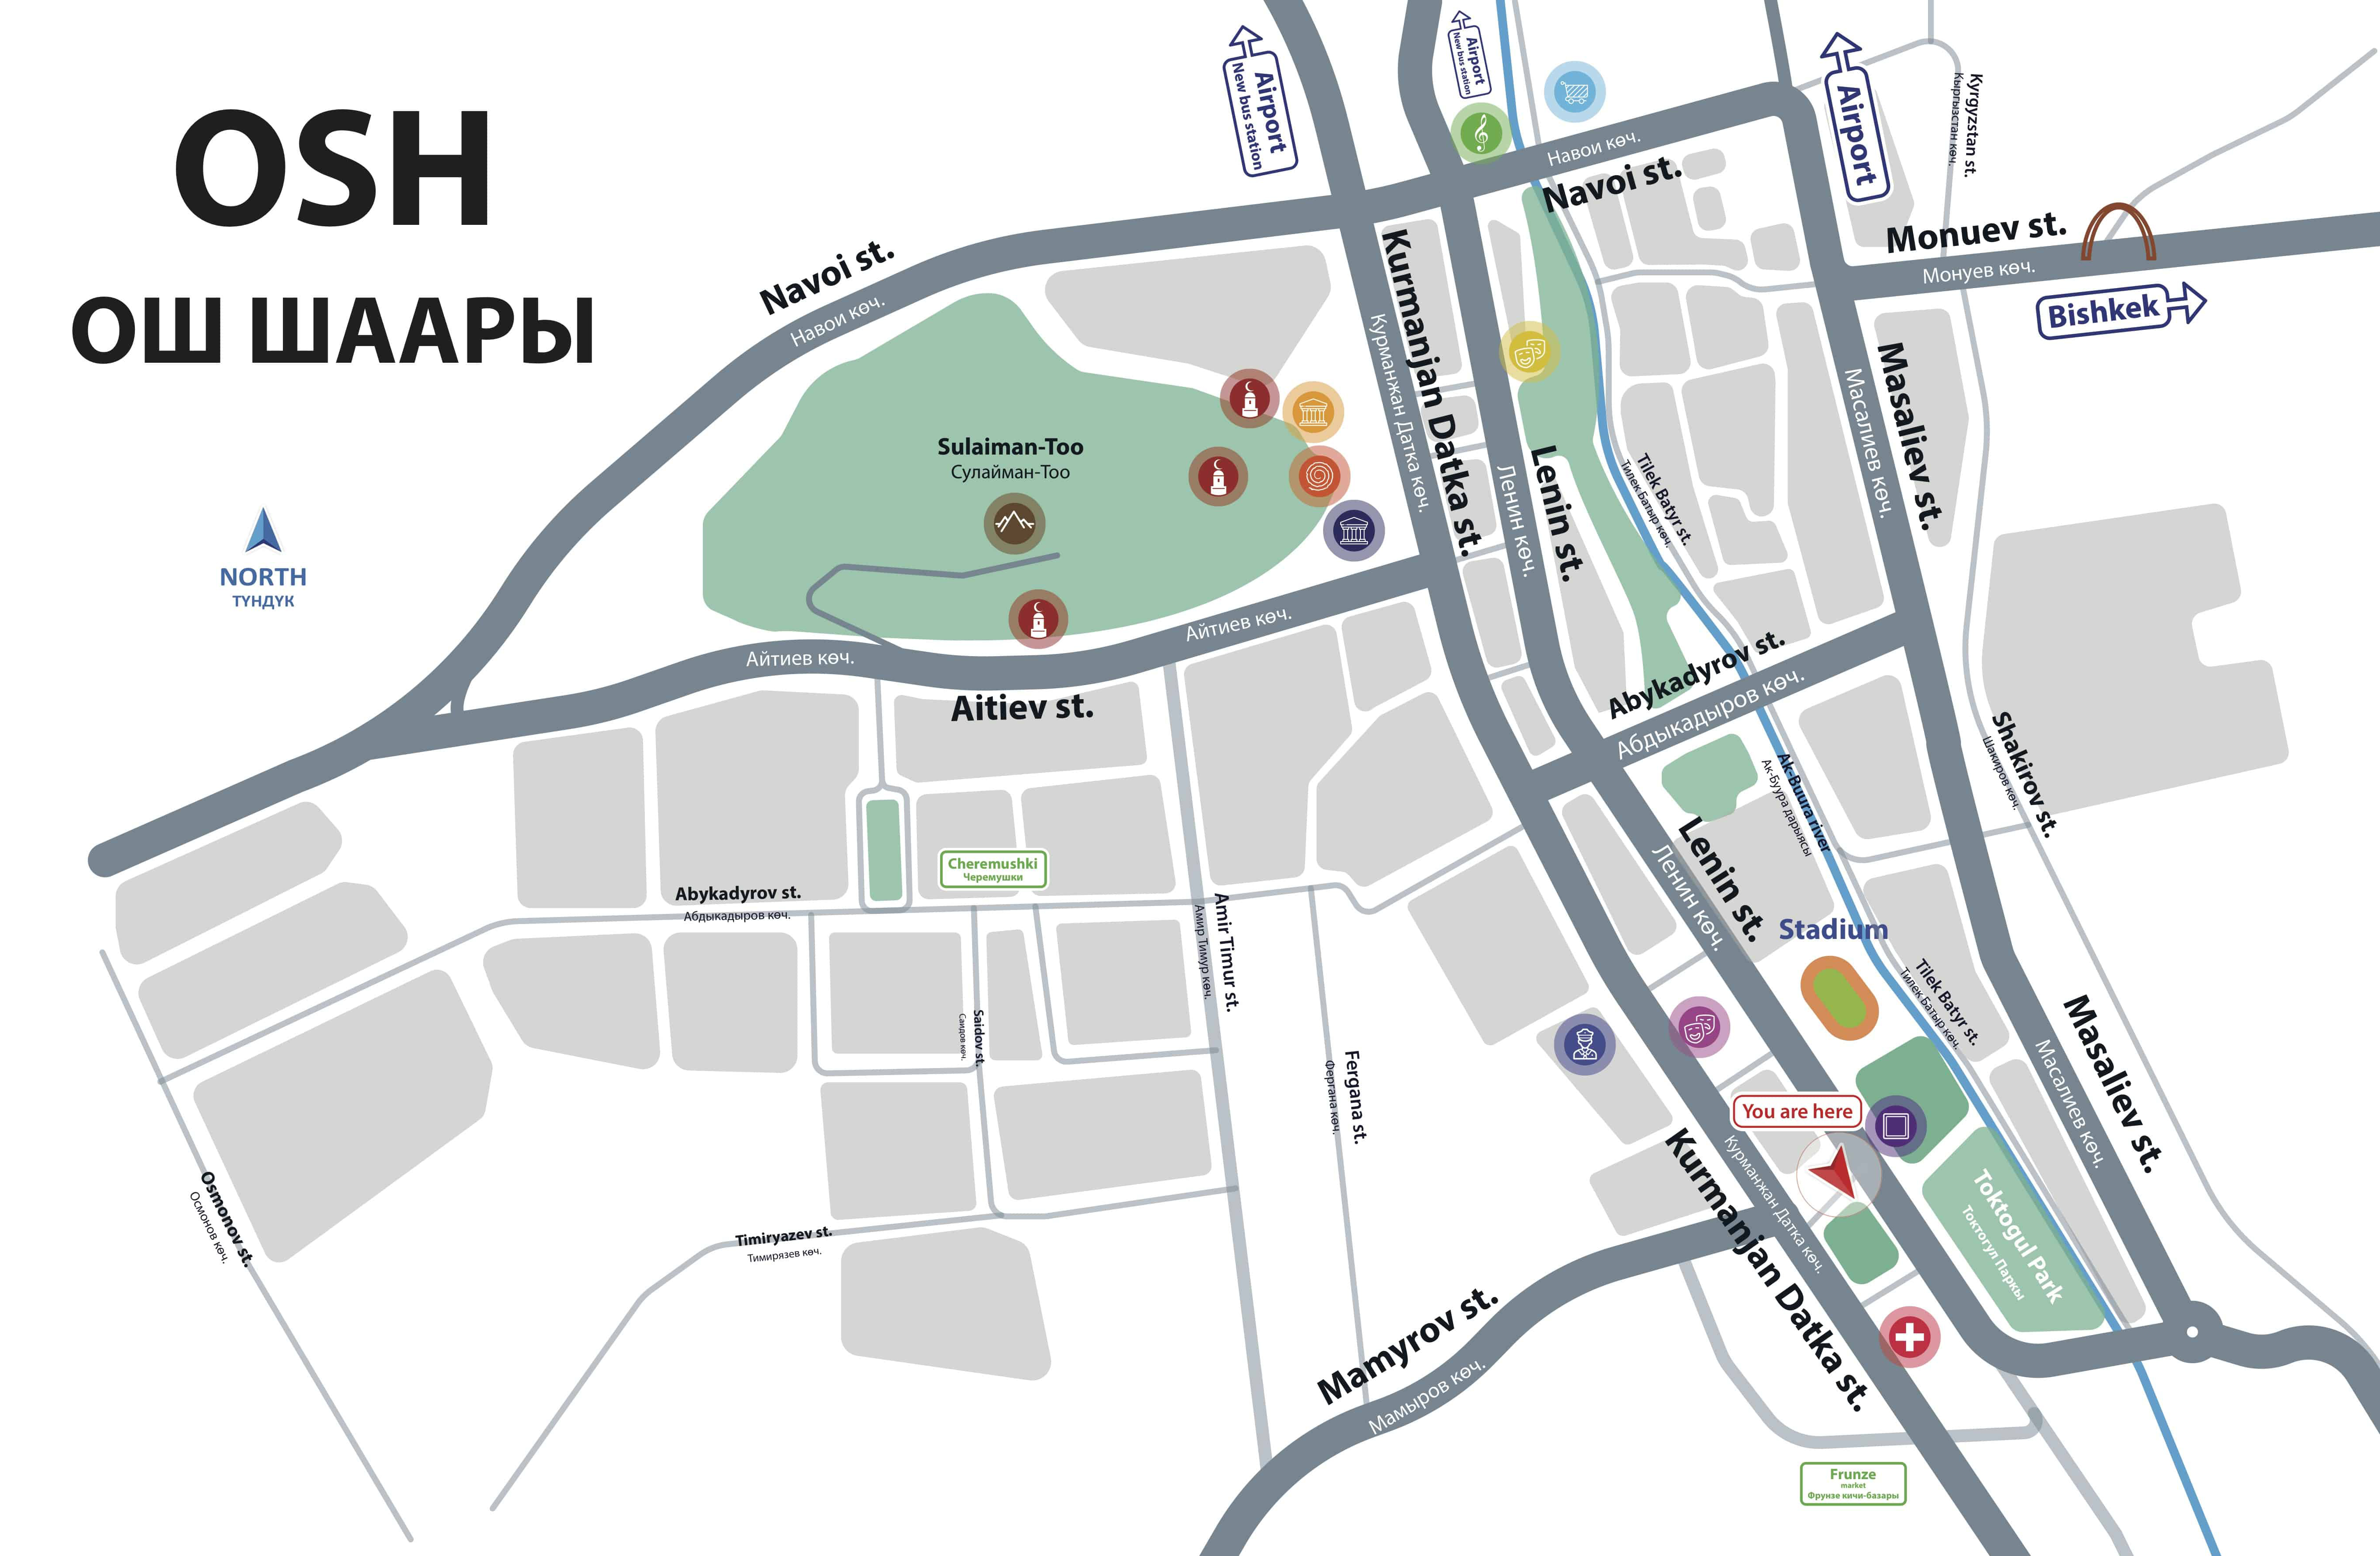 OSH
ОШ ШААРЫ
NORTH
ТҮНДҮК
Airport
New bus station
Airport
New bus station
Airport
Kyrgyzstan st.
Кыргызстан көч.
Navoi st.
Навои көч.
Навои көч.
Navoi st.
Monuev st.
Монуев көч.
Bishkek
Kurmanjan Datka st.
Курманжан Датка көч.
Lenin st.
Ленин көч.
Tilek Batyr st.
Тилек Батыр көч.
Masaliev st.
Масалиев көч.
Sulaiman-Too
Сулайман-Too
Айтиев көч.
Айтиев көч.
Aitiev st.
Abykadyrov st.
Абдыкадыров көч.
Ak-Buura river
Ак-Буура дарыясы
Shakirov st.
Шакиров көч.
Cheremushki
Черемушки
Abykadyrov st.
Абдыкадыров көч.
Amir Timur st.
Амир Тимур көч.
Lenin st.
Ленин көч.
Stadium
Tilek Batyr st.
Тилек Батыр көч.
Saidov st.
Саидов көч.
Fergana st.
Фергана көч.
Masaliev st.
Масалиев көч.
You are here
Osmonov st.
Осмонов көч.
Timiryazev st.
Тимирязев көч.
Kurmanjan Datka st.
Курманжан Датка көч.
Toktogul Park
Токтогул Паркы
Mamyrov st.
Мамыров көч.
Frunze
market
Фрунзе кичи-базары